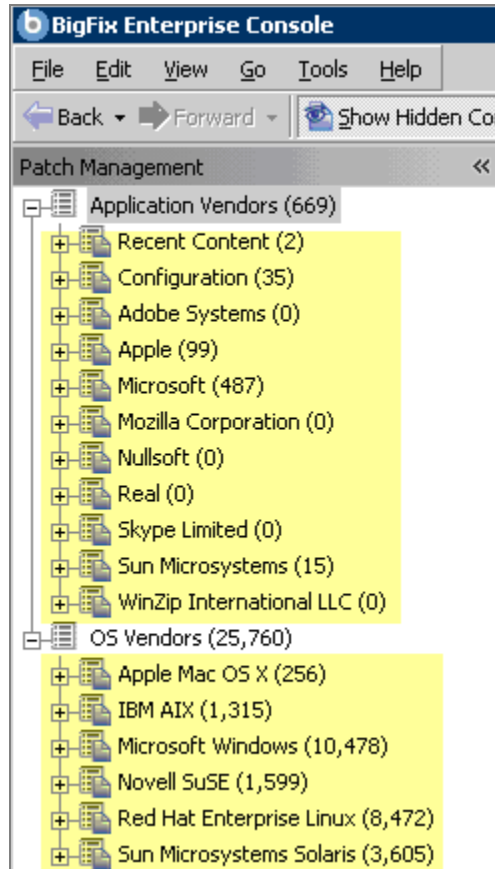 BigFix Enterprise Console
File Edit View Go Tools Help
Back Forward Show Hidden Co
Patch Management
Application Vendors (669)
Recent Content (2)
Configuration (35)
Adobe Systems (0)
Apple (99)
Microsoft (487)
Mozilla Corporation (0)
Nullsoft (0)
Real (0)
Skype Limited (0)
Sun Microsystems (15)
WinZip International LLC (0)
OS Vendors (25,760)
Apple Mac OS X (256)
IBM AIX (1,315)
Microsoft Windows (10,478)
Novell SuSE (1,599)
Red Hat Enterprise Linux (8,472)
Sun Microsystems Solaris (3,605)